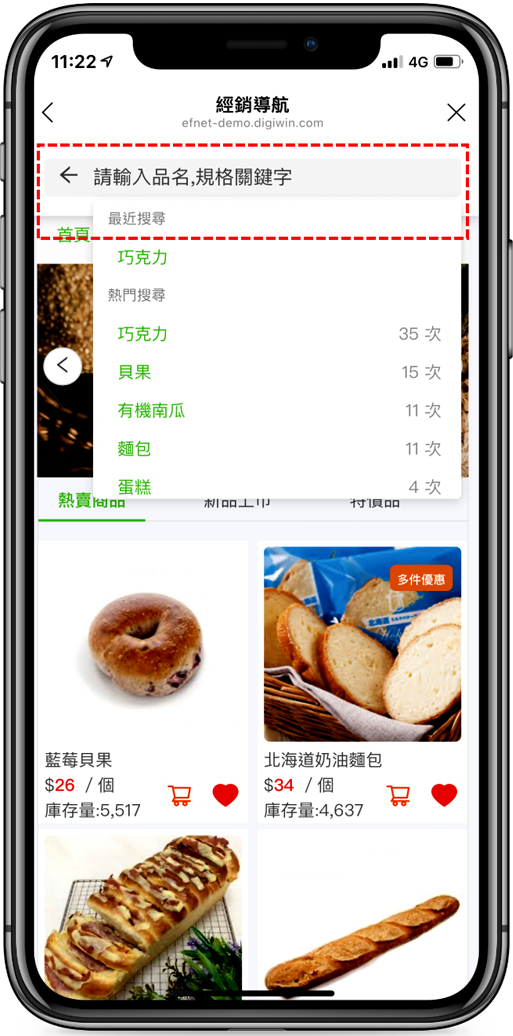 11:22
4G
經銷導航
efnet-demo.digiwin.com
請輸入品名,規格關鍵字
最近搜尋
首頁
巧克力
熱門搜尋
巧克力 35 次
貝果 15 次
有機南瓜 11 次
麵包 11 次
蛋糕 4 次
熱賣商品 新品上市 特價品
多件優惠
北海道
藍莓貝果
$26 / 個
庫存量:5,517
北海道奶油麵包
$34 / 個
庫存量:4,637